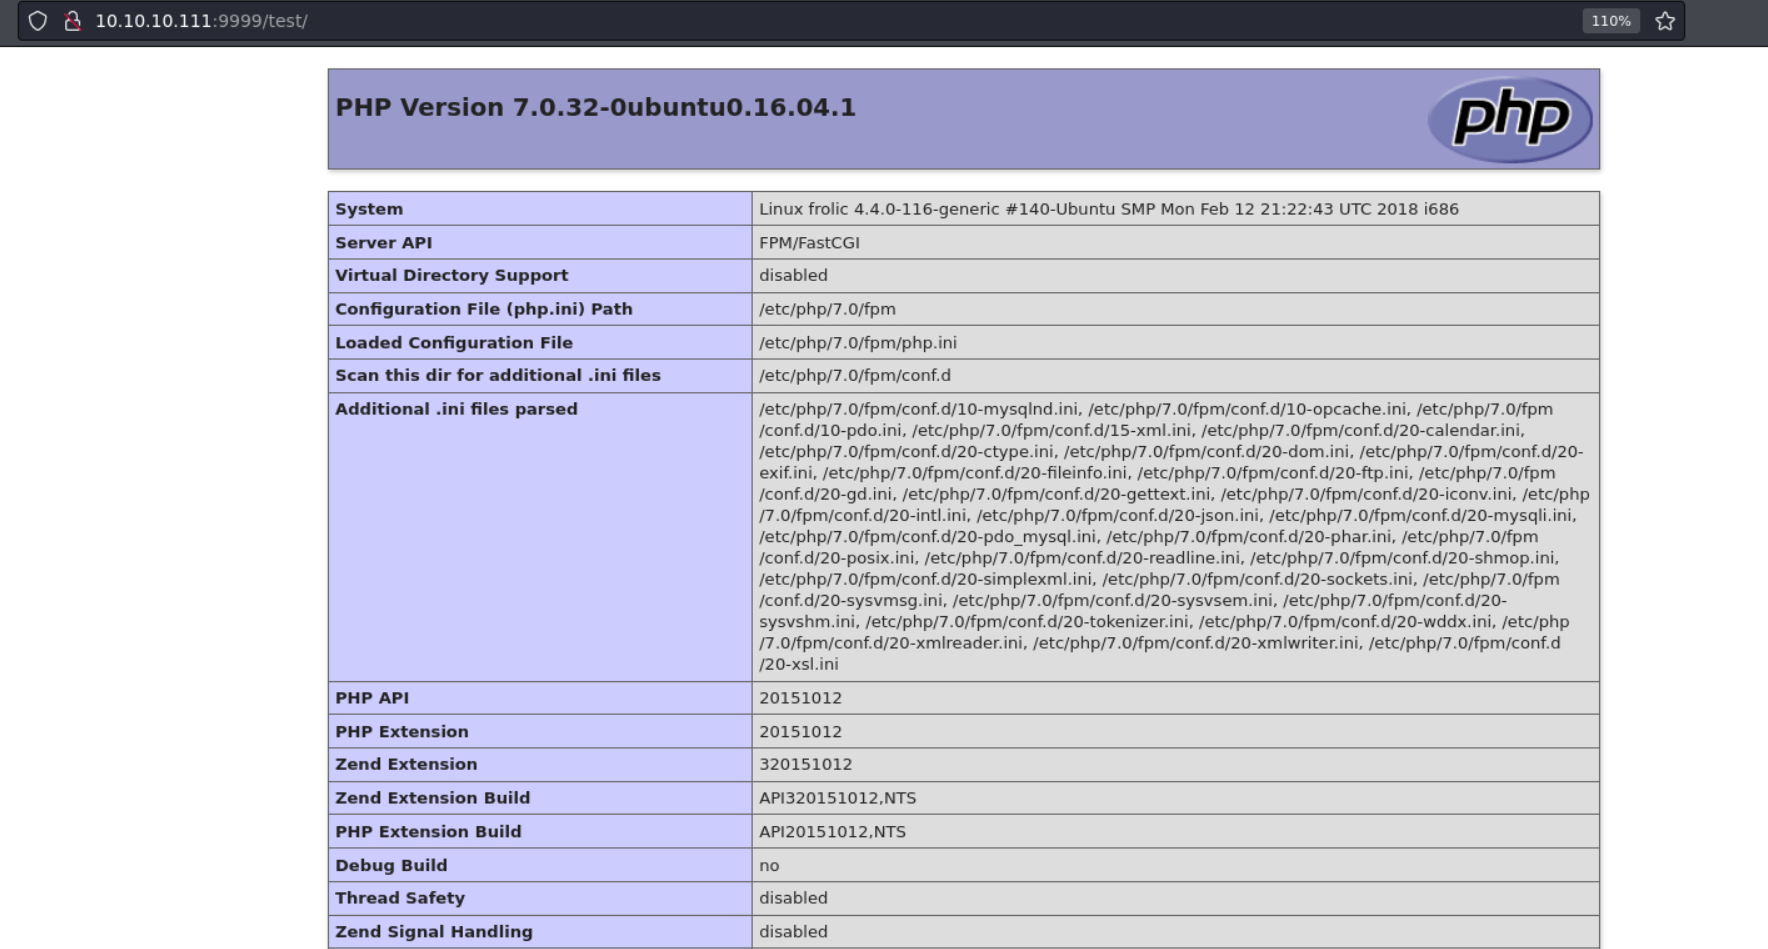 10.10.10.111:9999/test/ 110%
PHP Version 7.0.32-0ubuntu0.16.04.1 php
System Linux frolic 4.4.0-116-generic #140-Ubuntu SMP Mon Feb 12 21:22:43 UTC 2018 i686
Server API FPM/FastCGI
Virtual Directory Support disabled
Configuration File (php.ini) Path /etc/php/7.0/fpm
Loaded Configuration File /etc/php/7.0/fpm/php.ini
Scan this dir for additional .ini files /etc/php/7.0/fpm/conf.d
Additional .ini files parsed /etc/php/7.0/fpm/conf.d/10-mysqlnd.ini, /etc/php/7.0/fpm/conf.d/10-opcache.ini, /etc/php/7.0/fpm
/conf.d/10-pdo.ini, /etc/php/7.0/fpm/conf.d/15-xml.ini, /etc/php/7.0/fpm/conf.d/20-calendar.ini,
/etc/php/7.0/fpm/conf.d/20-ctype.ini, /etc/php/7.0/fpm/conf.d/20-dom.ini, /etc/php/7.0/fpm/conf.d/20-
exif.ini, /etc/php/7.0/fpm/conf.d/20-fileinfo.ini, /etc/php/7.0/fpm/conf.d/20-ftp.ini, /etc/php/7.0/fpm
/conf.d/20-gd.ini, /etc/php/7.0/fpm/conf.d/20-gettext.ini, /etc/php/7.0/fpm/conf.d/20-iconv.ini, /etc/php
/7.0/fpm/conf.d/20-intl.ini, /etc/php/7.0/fpm/conf.d/20-json.ini, /etc/php/7.0/fpm/conf.d/20-mysqli.ini,
/etc/php/7.0/fpm/conf.d/20-pdo_mysql.ini, /etc/php/7.0/fpm/conf.d/20-phar.ini, /etc/php/7.0/fpm
/conf.d/20-posix.ini, /etc/php/7.0/fpm/conf.d/20-readline.ini, /etc/php/7.0/fpm/conf.d/20-shmop.ini,
/etc/php/7.0/fpm/conf.d/20-simplexml.ini, /etc/php/7.0/fpm/conf.d/20-sockets.ini, /etc/php/7.0/fpm
/conf.d/20-sysvmsg.ini, /etc/php/7.0/fpm/conf.d/20-sysvsem.ini, /etc/php/7.0/fpm/conf.d/20-
sysvshm.ini, /etc/php/7.0/fpm/conf.d/20-tokenizer.ini, /etc/php/7.0/fpm/conf.d/20-wddx.ini, /etc/php
/7.0/fpm/conf.d/20-xmlreader.ini, /etc/php/7.0/fpm/conf.d/20-xmlwriter.ini, /etc/php/7.0/fpm/conf.d
/20-xsl.ini
PHP API 20151012
PHP Extension 20151012
Zend Extension 320151012
Zend Extension Build API320151012,NTS
PHP Extension Build API20151012,NTS
Debug Build no
Thread Safety disabled
Zend Signal Handling disabled